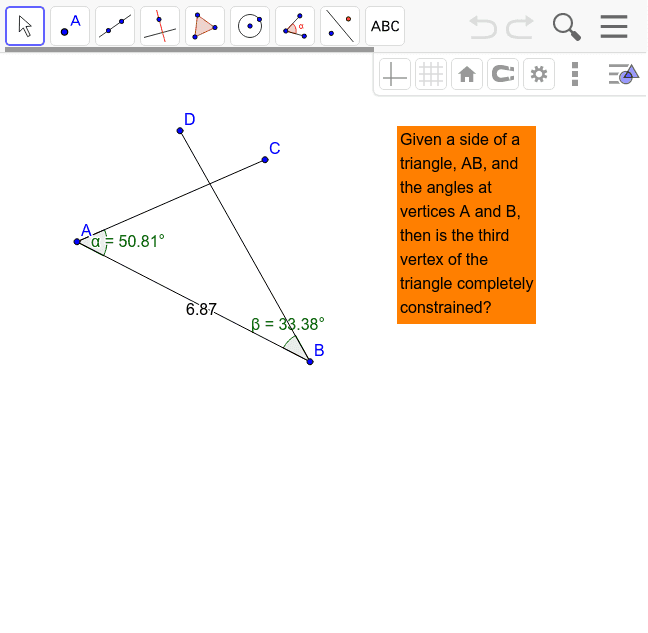 A
α
ABC
D
C
A
α = 50.81°
6.87
β = 33.38°
B
Given a side of a
triangle, AB, and
the angles at
vertices A and B,
then is the third
vertex of the
triangle completely
constrained?